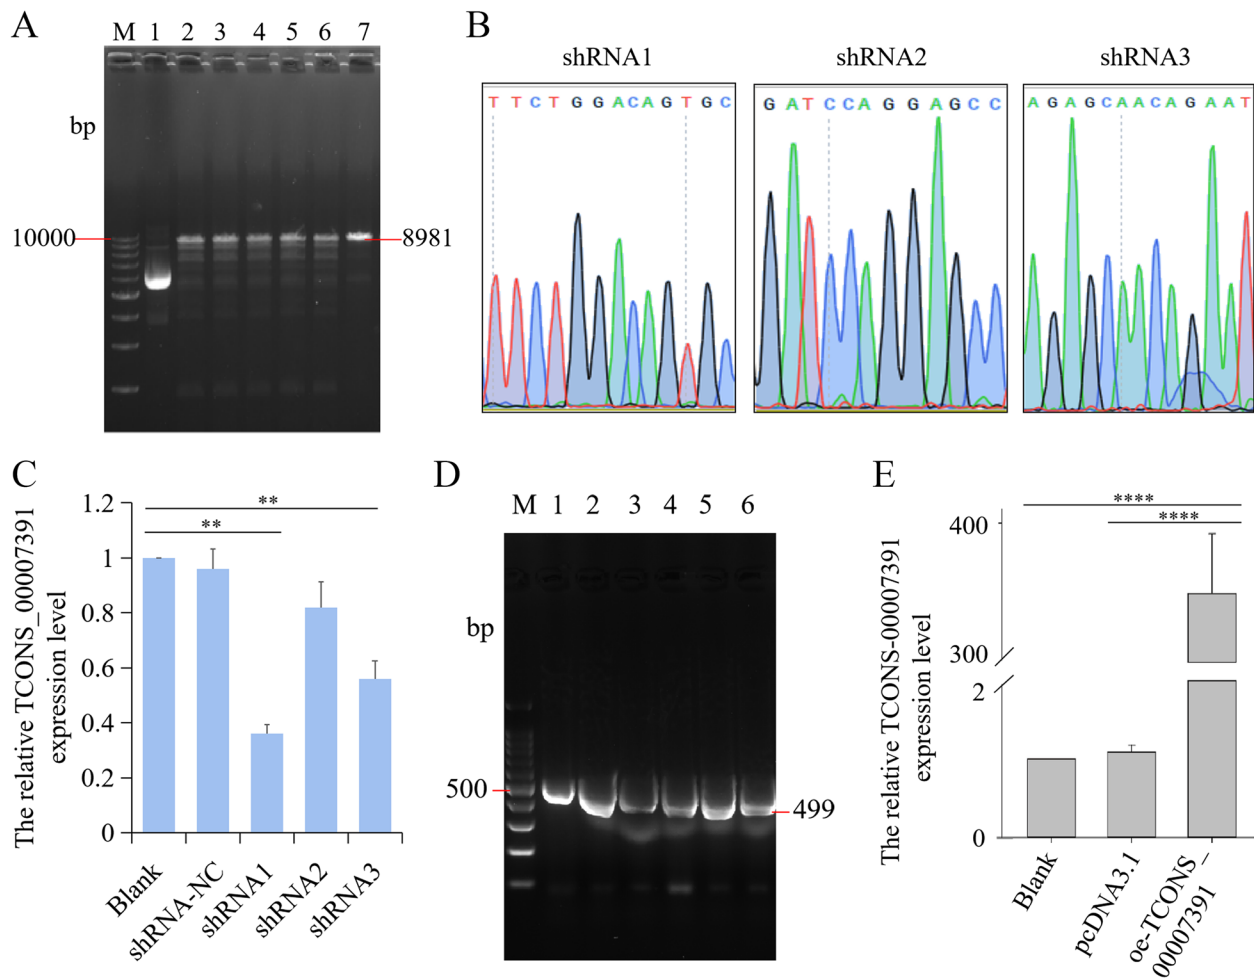 A
M 1 2 3 4 5 6 7
bp
10000
8981
B
shRNA1 shRNA2 shRNA3
T T C T G G A C A G T G C
G A T C C A G G A G C C
A G A G C A A C A G A A T
C
The relative TCONS_00007391
expression level
1.2
1
0.8
0.6
0.4
0.2
0
**
**
Blank
shRNA-NC
shRNA1
shRNA2
shRNA3
D
M 1 2 3 4 5 6
bp
500
499
E
The relative TCONS-00007391
expression level
400
300
2
0
****
****
Blank
pcDNA3.1
oe-TCONS_
00007391